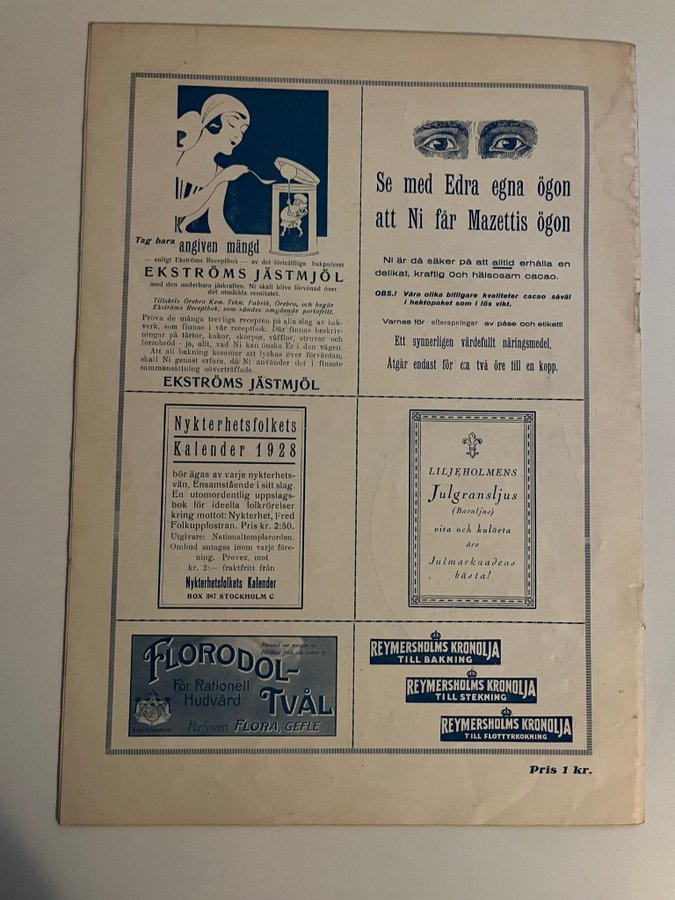 Tag bara angiven mängd
— enligt Ekströms Receptbok — av det förträffliga bakpulvret
EKSTRÖMS JÄSTMJÖL
med den underbara jäskraften. Ni skall bliva förvånad över
det utmärkta resultatet.
Tillskriv Örebro Kem. Tekn. Fabrik, Örebro, och begär
Ekströms Receptbok, som sändes omgående portofritt.
Pröva de många trevliga recepten på alla slag av bak-
verk, som finnas i vår receptbok. Där finnas beskriv-
ningar på tårtor, kakor, skorpor, våfflor, struvor och
formbröd - ja, allt, vad Ni kan önska Er i den vägen.
Att all bakning kommer att lyckas över förväntan,
skall Ni genast erfara, då Ni använder det i finaste
sammansättning oöverträffade
EKSTRÖMS JÄSTMJÖL
Se med Edra egna ögon
att Ni får Mazettis ögon
Ni är då säker på att alltid erhålla en
delikat, kraftig och hälsosam cacao.
OBS.! Våra olika billigare kvaliteter cacao såväl
i hektopaket som i lös vikt.
Varnas för efterapningar av påse och etikett!
Ett synnerligen värdefullt näringsmedel,
Åtgår endast för c:a två öre till en kopp.
Nykterhetsfolkets
Kalender 1928
bör ägas av varje nykterhets-
vän, Ensamstående i sitt slag.
En utomordentlig uppslags-
bok för ideella folkrörelser
kring mottot: Nykterhet, Fred
Folkuppfostran. Pris kr. 2:50.
Utgivare: Nationaltemplarorden.
Ombud antagas inom varje före-
ning. Provex. mot
kr. 2:— fraktfritt från
Nykterhetsfolkets Kalender
BOX 387 STOCKHOLM C
LILJEHOLMENS
Julgransljus
(Barnljus)
vita och kulörta
äro
Julmarknadens
bästa!
FLORODOL-
TVÅL
För Rationell
Hudvård
Parfymeri FLORA, GEFLE
REYMERSHOLMS KRONOLJA
TILL BAKNING
REYMERSHOLMS KRONOLJA
TILL STEKNING
REYMERSHOLMS KRONOLJA
TILL FLOTTYRKOKNING
Pris 1 kr.